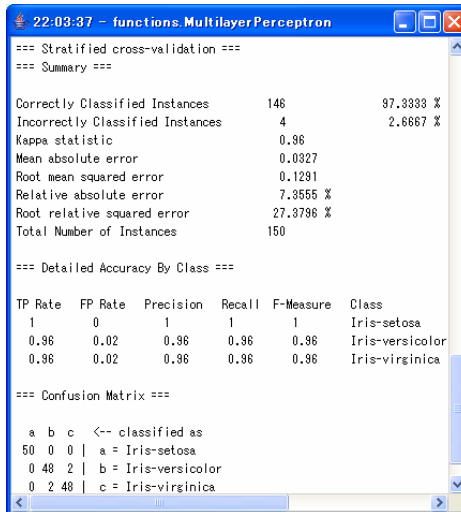 22:03:37 - functions.MultilayerPerceptron
=== Stratified cross-validation ===
=== Summary ===
Correctly Classified Instances 146 97.3333 %
Incorrectly Classified Instances 4 2.6667 %
Kappa statistic 0.96
Mean absolute error 0.0327
Root mean squared error 0.1291
Relative absolute error 7.3555 %
Root relative squared error 27.3796 %
Total Number of Instances 150
=== Detailed Accuracy By Class ===
TP Rate FP Rate Precision Recall F-Measure Class
1 0 1 1 1 Iris-setosa
0.96 0.02 0.96 0.96 0.96 Iris-versicolor
0.96 0.02 0.96 0.96 0.96 Iris-virginica
=== Confusion Matrix ===
a b c <-- classified as
50 0 0 | a = Iris-setosa
0 48 2 | b = Iris-versicolor
0 2 48 | c = Iris-virginica